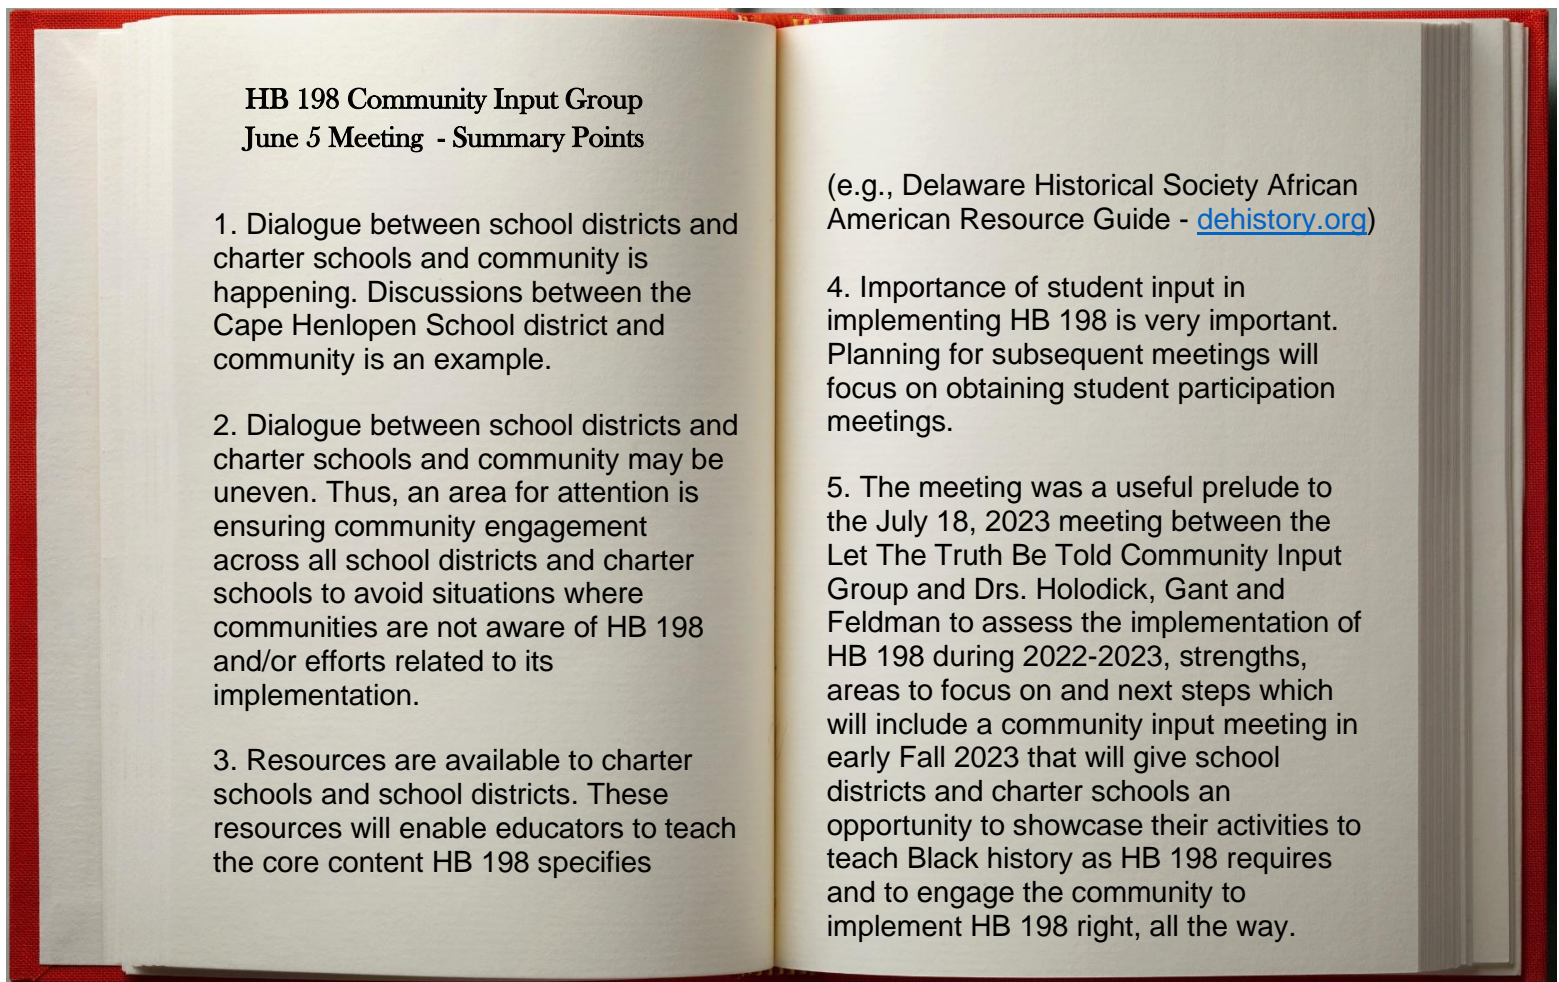 HB 198 Community Input Group
June 5 Meeting - Summary Points
1. Dialogue between school districts and
charter schools and community is
happening. Discussions between the
Cape Henlopen School district and
community is an example.
2. Dialogue between school districts and
charter schools and community may be
uneven. Thus, an area for attention is
ensuring community engagement
across all school districts and charter
schools to avoid situations where
communities are not aware of HB 198
and/or efforts related to its
implementation.
3. Resources are available to charter
schools and school districts. These
resources will enable educators to teach
the core content HB 198 specifies
(e.g., Delaware Historical Society African
American Resource Guide - dehistory.org)
4. Importance of student input in
implementing HB 198 is very important.
Planning for subsequent meetings will
focus on obtaining student participation
meetings.
5. The meeting was a useful prelude to
the July 18, 2023 meeting between the
Let The Truth Be Told Community Input
Group and Drs. Holodick, Gant and
Feldman to assess the implementation of
HB 198 during 2022-2023, strengths,
areas to focus on and next steps which
will include a community input meeting in
early Fall 2023 that will give school
districts and charter schools an
opportunity to showcase their activities to
teach Black history as HB 198 requires
and to engage the community to
implement HB 198 right, all the way.